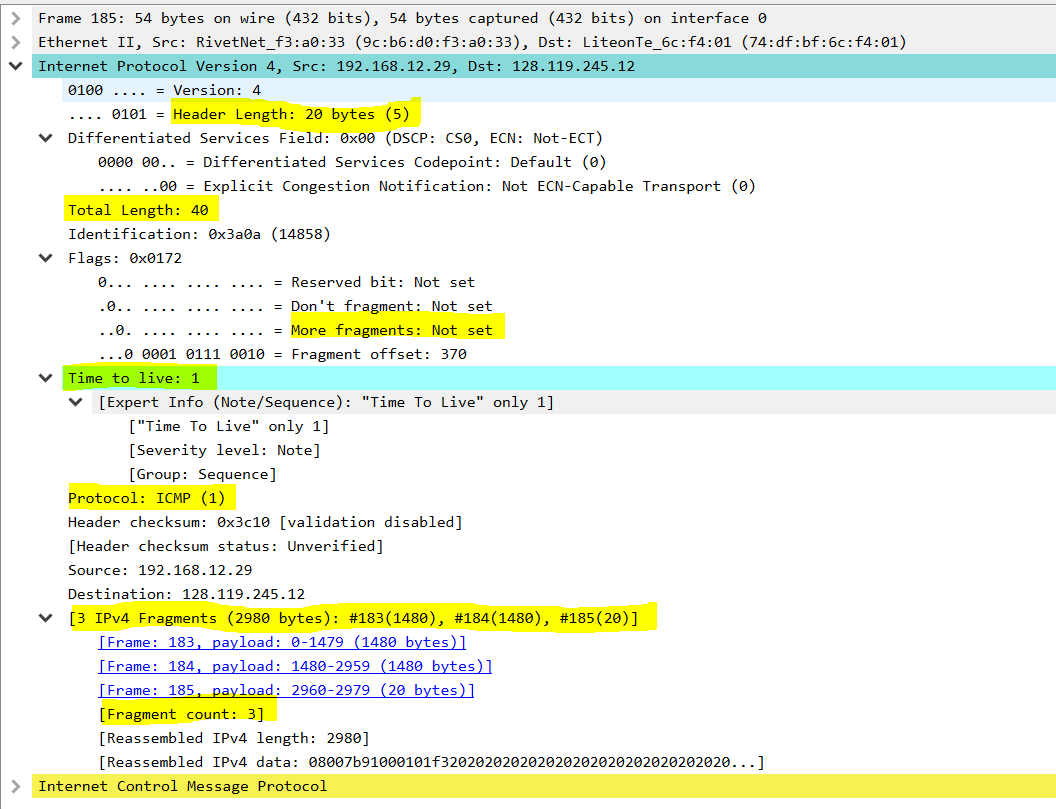 Frame 185: 54 bytes on wire (432 bits), 54 bytes captured (432 bits) on interface 0
Ethernet II, Src: RivetNet_f3:a0:33 (9c:b6:d0:f3:a0:33), Dst: LiteonTe_6c:f4:01 (74:df:bf:6c:f4:01)
Internet Protocol Version 4, Src: 192.168.12.29, Dst: 128.119.245.12
0100 .... = Version: 4
.... 0101 = Header Length: 20 bytes (5)
Differentiated Services Field: 0x00 (DSCP: CS0, ECN: Not-ECT)
0000 00.. = Differentiated Services Codepoint: Default (0)
.... ..00 = Explicit Congestion Notification: Not ECN-Capable Transport (0)
Total Length: 40
Identification: 0x3a0a (14858)
Flags: 0x0172
0... .... .... .... = Reserved bit: Not set
.0.. .... .... .... = Don't fragment: Not set
..0. .... .... .... = More fragments: Not set
...0 0001 0111 0010 = Fragment offset: 370
Time to live: 1
[Expert Info (Note/Sequence): "Time To Live" only 1]
["Time To Live" only 1]
[Severity level: Note]
[Group: Sequence]
Protocol: ICMP (1)
Header checksum: 0x3c10 [validation disabled]
[Header checksum status: Unverified]
Source: 192.168.12.29
Destination: 128.119.245.12
[3 IPv4 Fragments (2980 bytes): #183(1480), #184(1480), #185(20)]
[Frame: 183, payload: 0-1479 (1480 bytes)]
[Frame: 184, payload: 1480-2959 (1480 bytes)]
[Frame: 185, payload: 2960-2979 (20 bytes)]
[Fragment count: 3]
[Reassembled IPv4 length: 2980]
[Reassembled IPv4 data: 08007b91000101f320202020202020202020202020202020...]
Internet Control Message Protocol